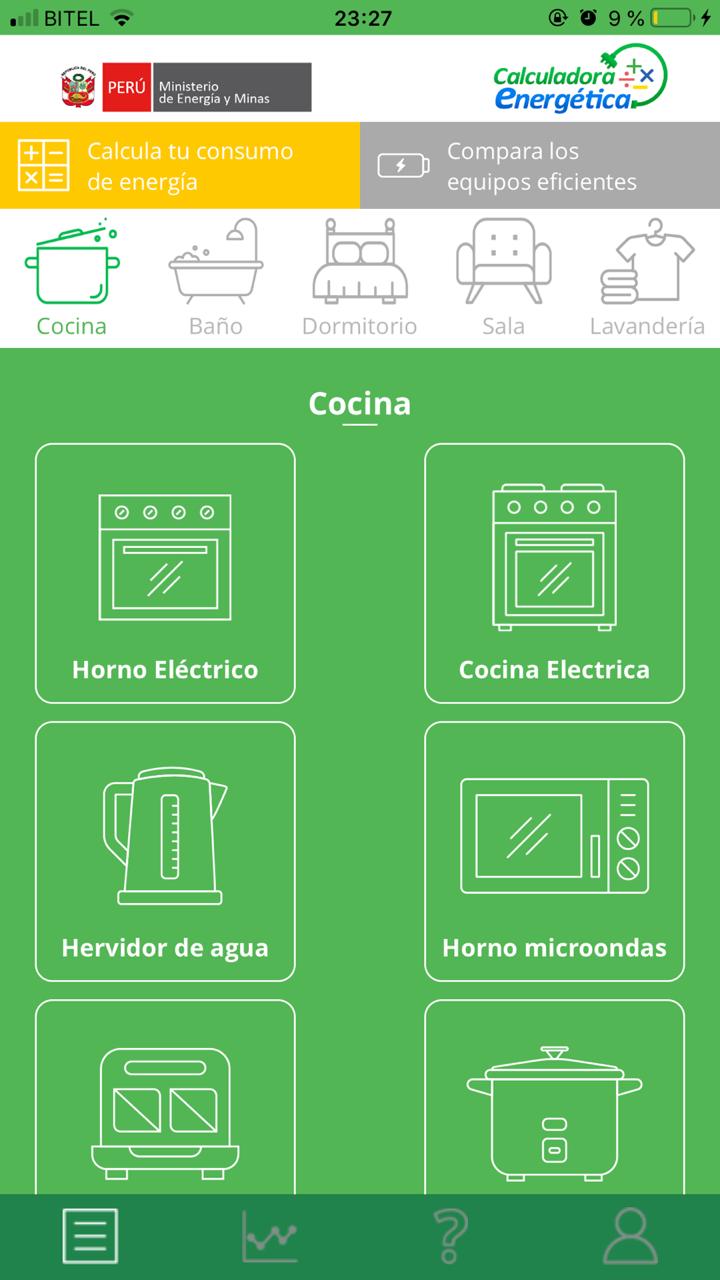 BITEL
23:27
9 %
PERÚ
Ministerio
de Energía y Minas
Calculadora
energética
Calcula tu consumo
de energía
Compara los
equipos eficientes
Cocina
Baño
Dormitorio
Sala
Lavandería
Cocina
Horno Eléctrico
Cocina Electrica
Hervidor de agua
Horno microondas